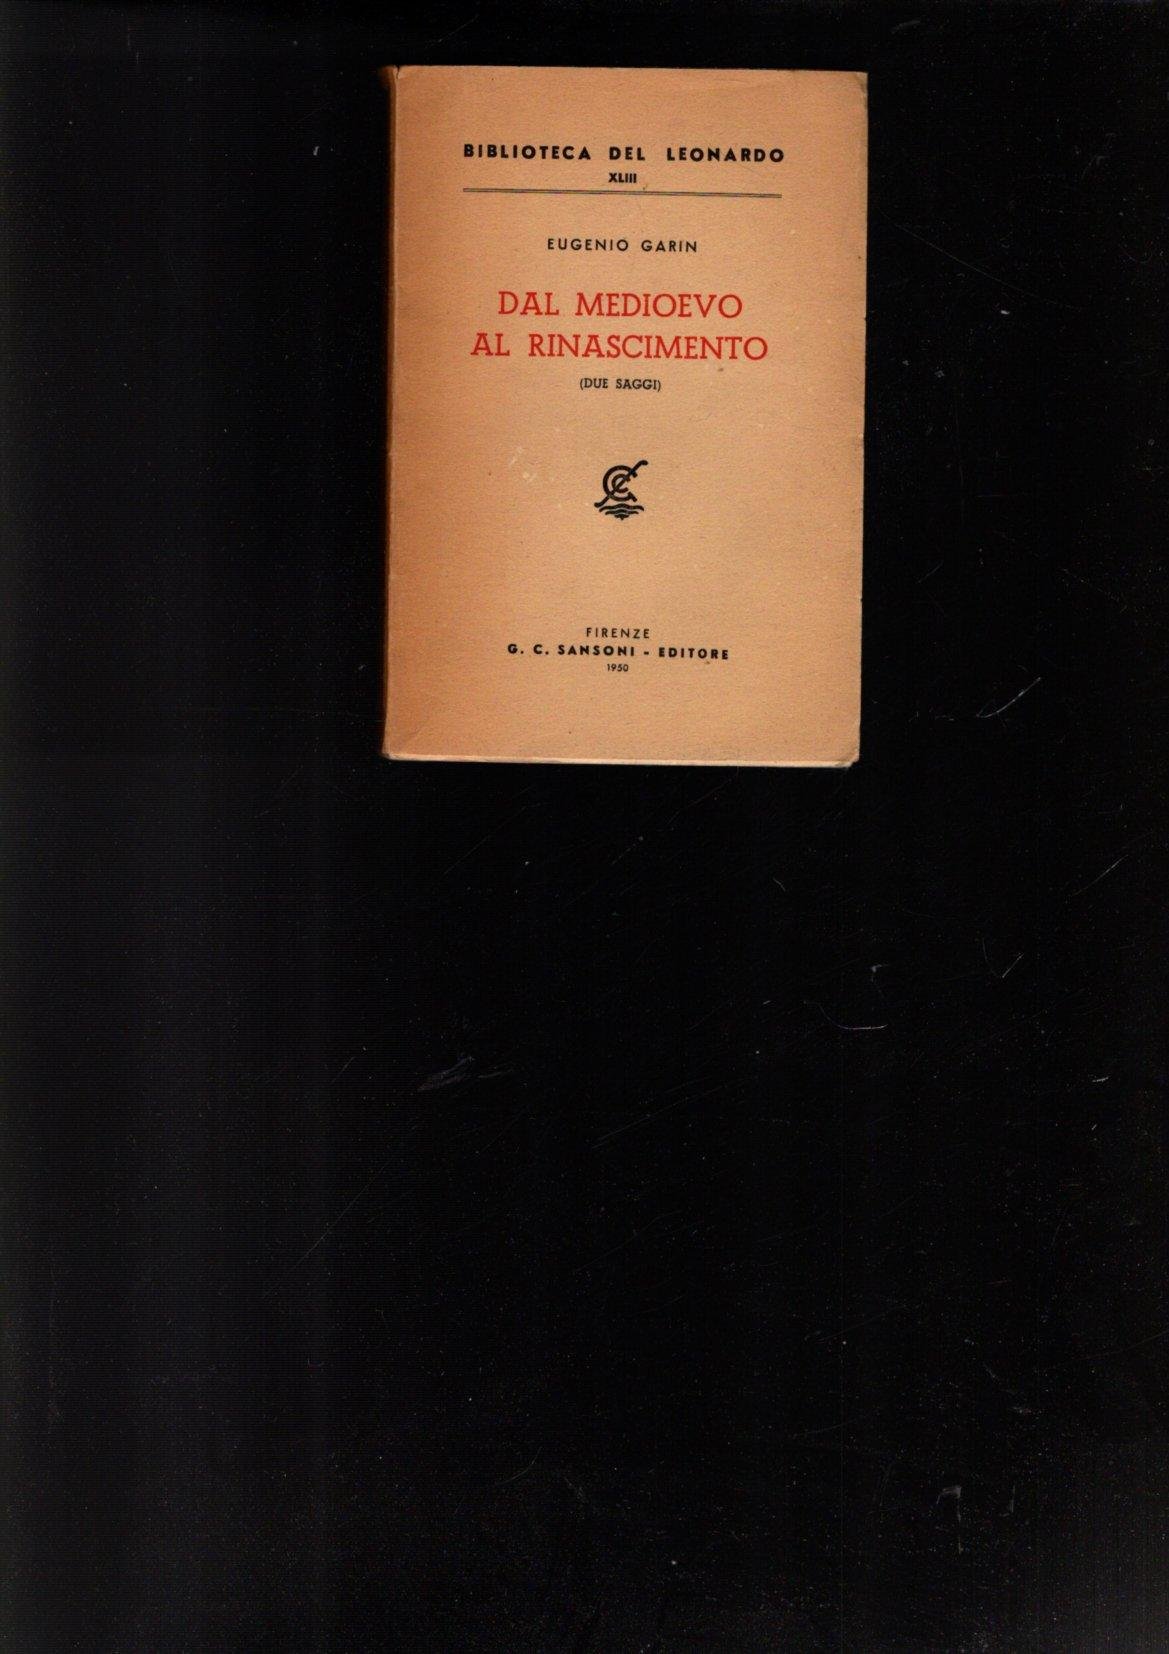 BIBLIOTECA DEL LEONARDO
XLIII
EUGENIO GARIN
DAL MEDIOEVO
AL RINASCIMENTO
(DUE SAGGI)
FIRENZE
G. C. SANSONI - EDITORE
1950